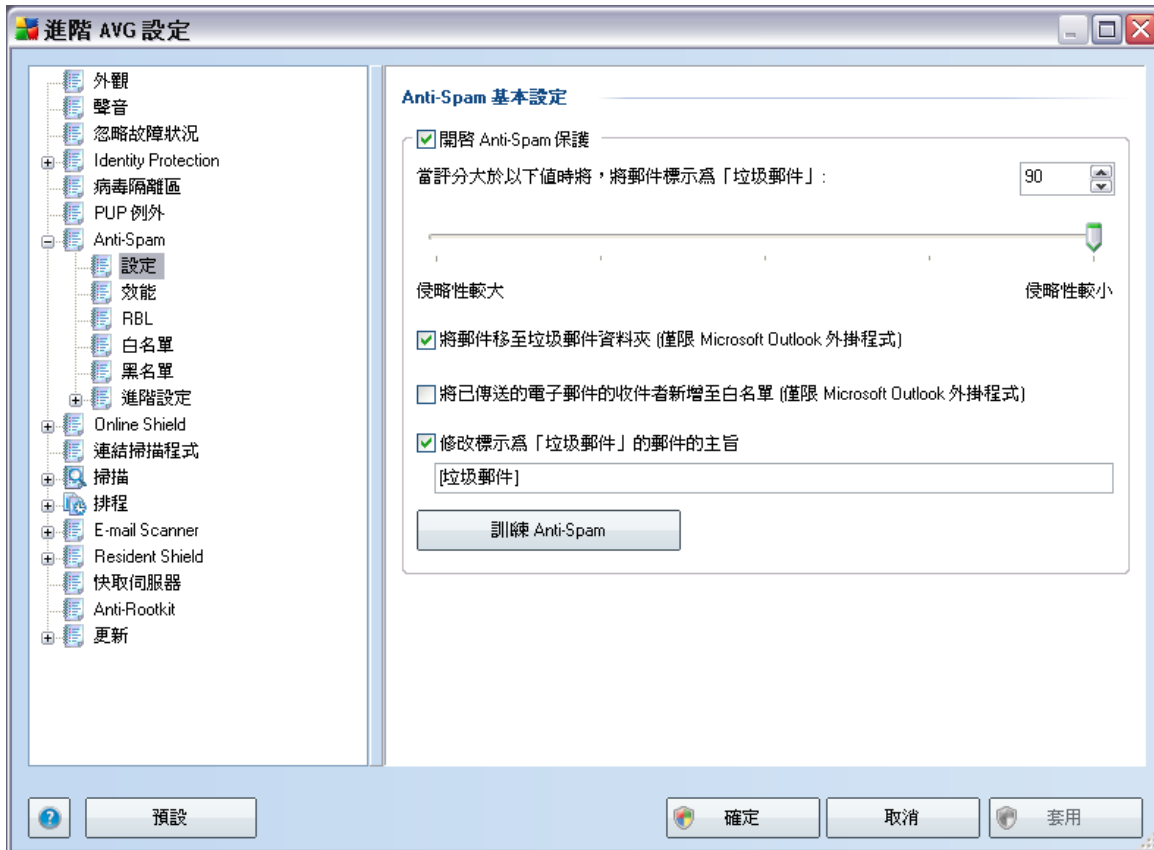 進階 AVG 設定
外觀
聲音
忽略故障狀況
Identity Protection
病毒隔離區
PUP 例外
Anti-Spam
設定
效能
RBL
白名單
黑名單
進階設定
Online Shield
連結掃描程式
掃描
排程
E-mail Scanner
Resident Shield
快取伺服器
Anti-Rootkit
更新
Anti-Spam 基本設定
開啓 Anti-Spam 保護
當評分大於以下值時將，將郵件標示爲「垃圾郵件」:
90
侵略性較大
侵略性較小
將郵件移至垃圾郵件資料夾 (僅限 Microsoft Outlook 外掛程式)
將已傳送的電子郵件的收件者新增至白名單 (僅限 Microsoft Outlook 外掛程式)
修改標示爲「垃圾郵件」的郵件的主旨
[垃圾郵件]
訓練 Anti-Spam
?
預設
確定
取消
套用